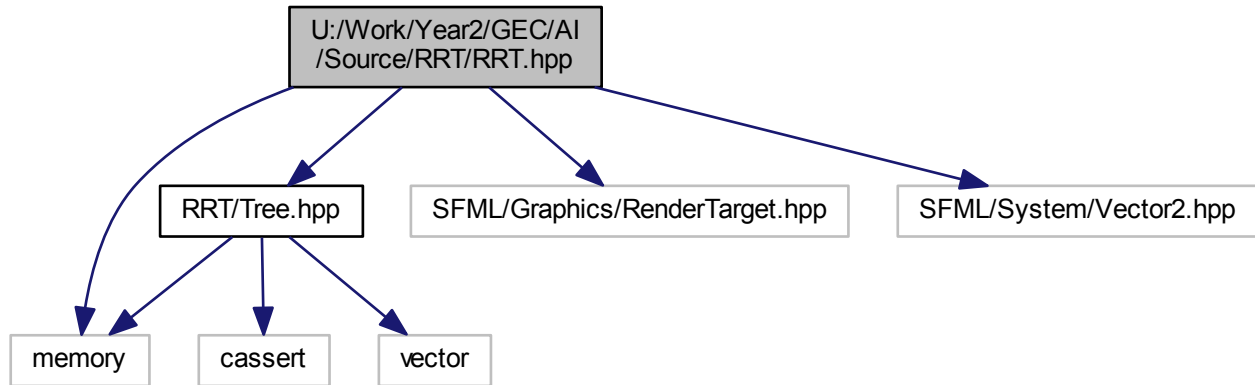 U:/Work/Year2/GEC/AI
/Source/RRT/RRT.hpp
RRT/Tree.hpp
SFML/Graphics/RenderTarget.hpp
SFML/System/Vector2.hpp
memory
cassert
vector